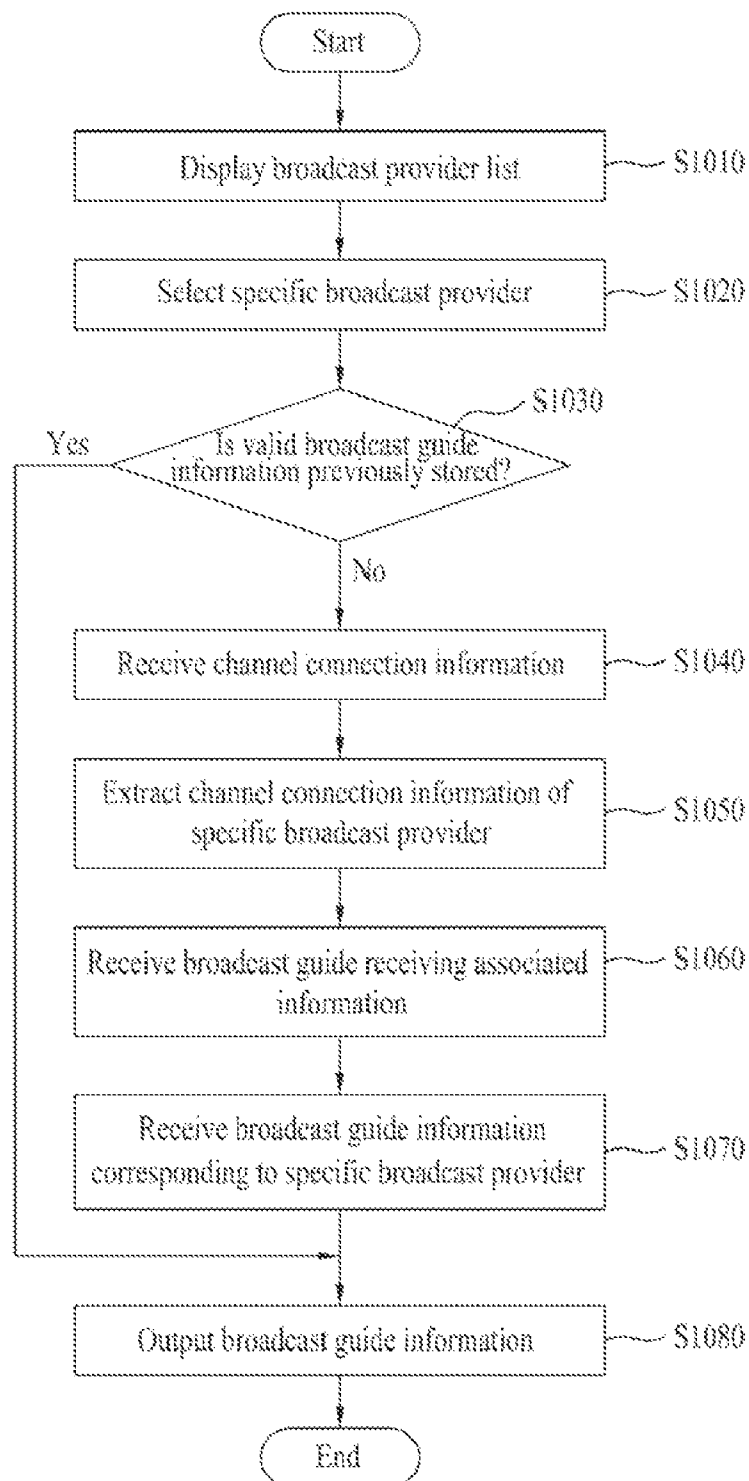 Start
Display broadcast provider list
S1010
Select specific broadcast provider
S1020
S1030
Yes
Is valid broadcast guide
information previously stored?
No
Receive channel connection information
S1040
Extract channel connection information of
specific broadcast provider
S1050
Receive broadcast guide receiving associated
information
S1060
Receive broadcast guide information
corresponding to specific broadcast provider
S1070
Output broadcast guide information
S1080
End